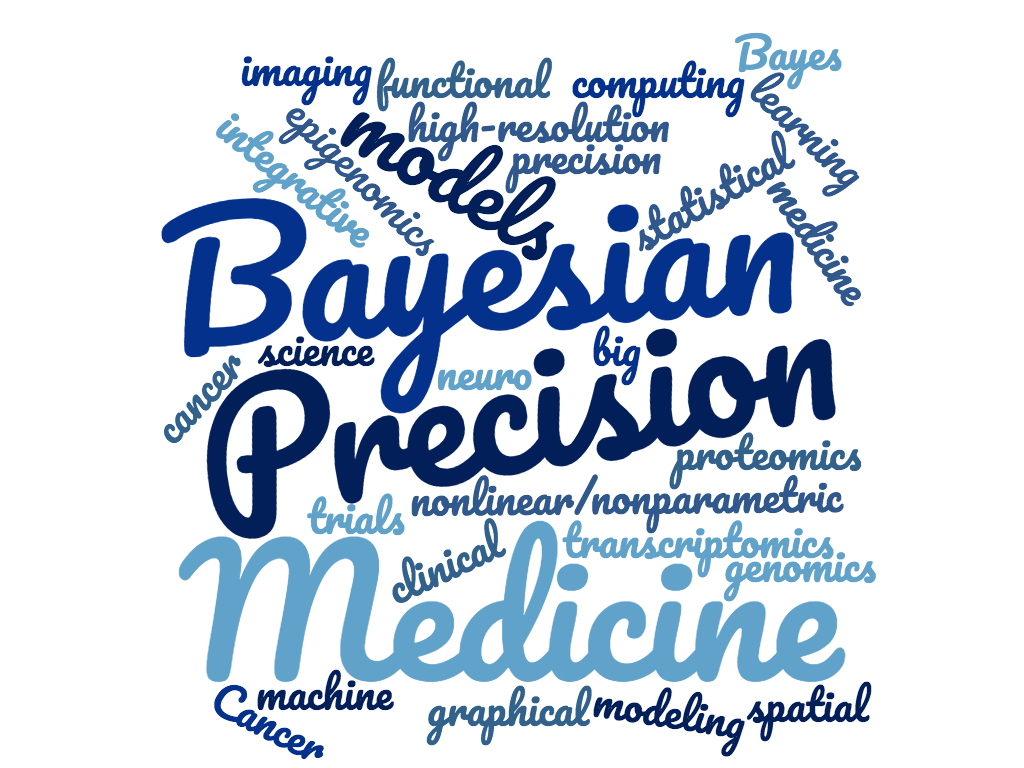 Bayes
imaging
functional
computing
learning
high-resolution
epigenomics
integrative
models
precision
statistical
medicine
Bayesian
science
big
neuro
cancer
Precision
proteomics
nonlinear/nonparametric
trials
clinical
transcriptomics
genomics
Medicine
Cancer
machine
graphical
modeling
spatial